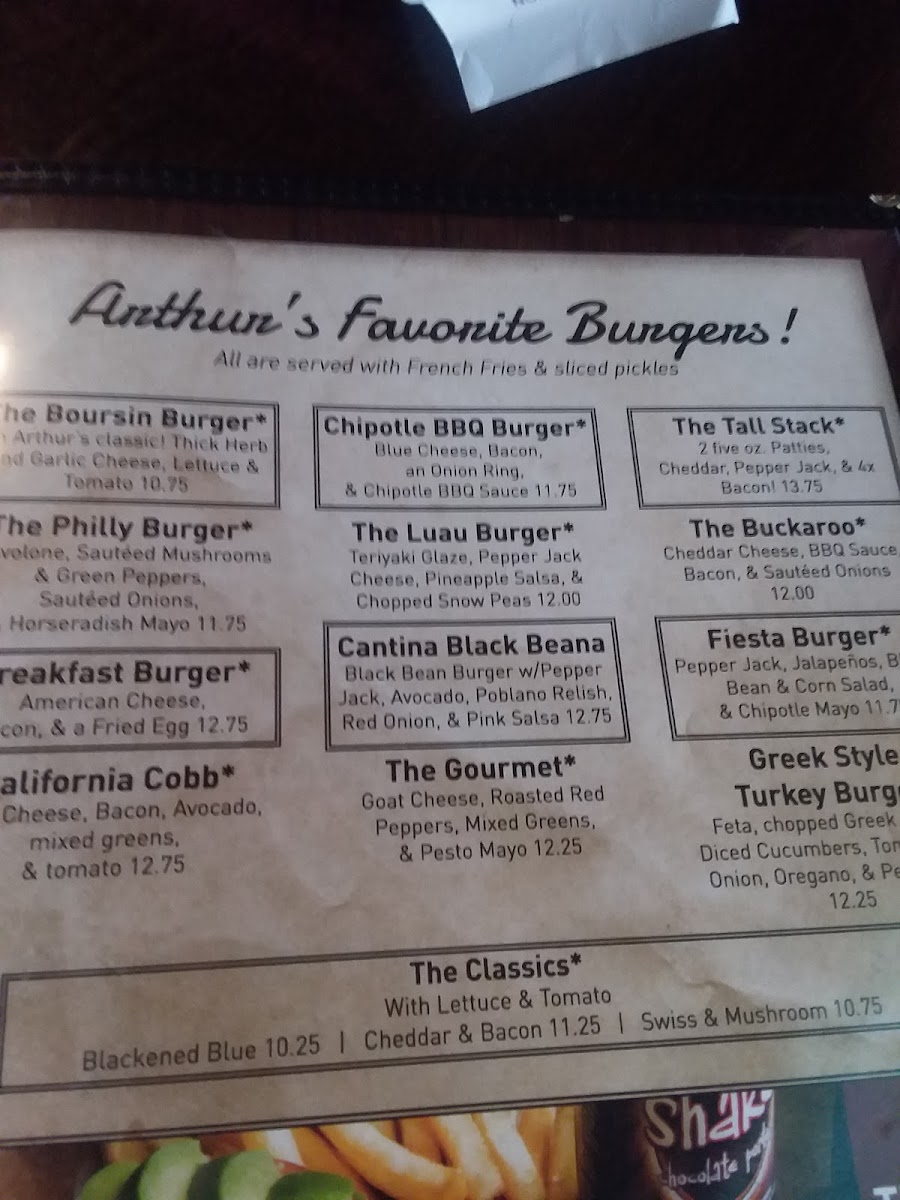 Arthur's Favorite Burgers!
All are served with French Fries & sliced pickles
he Boursin Burger*
Arthur's classic! Thick Herb
nd Garlic Cheese, Lettuce &
Tomato 10.75
The Philly Burger*
volone, Sautéed Mushrooms
& Green Peppers,
Sautéed Onions,
Horseradish Mayo 11.75
reakfast Burger*
American Cheese,
con, & a Fried Egg 12.75
alifornia Cobb*
Cheese, Bacon, Avocado,
mixed greens,
& tomato 12.75
Chipotle BBQ Burger*
Blue Cheese, Bacon,
an Onion Ring,
& Chipotle BBQ Sauce 11.75
The Luau Burger*
Teriyaki Glaze, Pepper Jack
Cheese, Pineapple Salsa, &
Chopped Snow Peas 12.00
Cantina Black Beana
Black Bean Burger w/Pepper
Jack, Avocado, Poblano Relish,
Red Onion, & Pink Salsa 12.75
The Gourmet*
Goat Cheese, Roasted Red
Peppers, Mixed Greens,
& Pesto Mayo 12.25
The Tall Stack*
2 five oz. Patties,
Cheddar, Pepper Jack, & 4x
Bacon! 13.75
The Buckaroo*
Cheddar Cheese, BBQ Sauce
Bacon, & Sautéed Onions
12.00
Fiesta Burger*
Pepper Jack, Jalapeños, B
Bean & Corn Salad,
& Chipotle Mayo 11.7
Greek Style
Turkey Burg
Feta, chopped Greek
Diced Cucumbers, Tom
Onion, Oregano, & Pe
12.25
The Classics*
With Lettuce & Tomato
Blackened Blue 10.25 | Cheddar & Bacon 11.25 | Swiss & Mushroom 10.75
Shak
chocolate